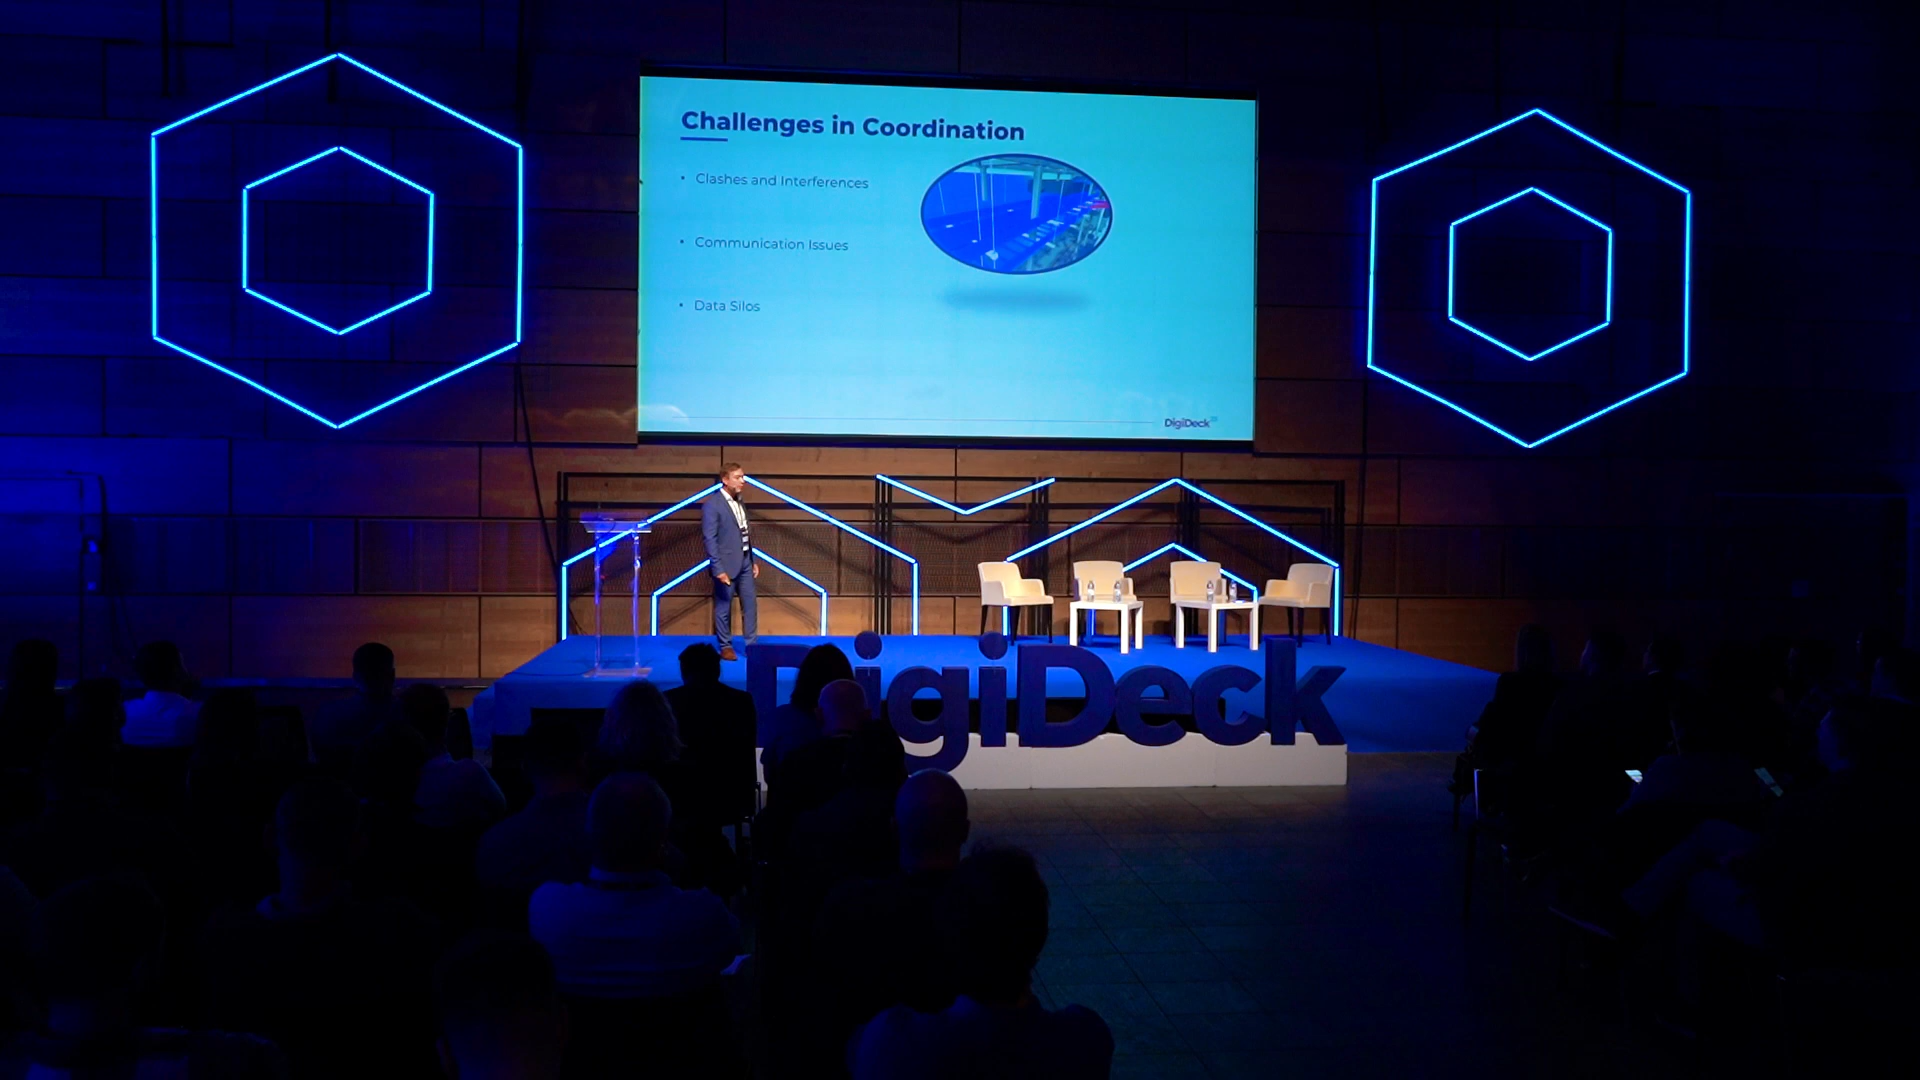 Challenges in Coordination
• Clashes and Interferences
• Communication Issues
• Data Silos
DigiDeck
DigiDeck